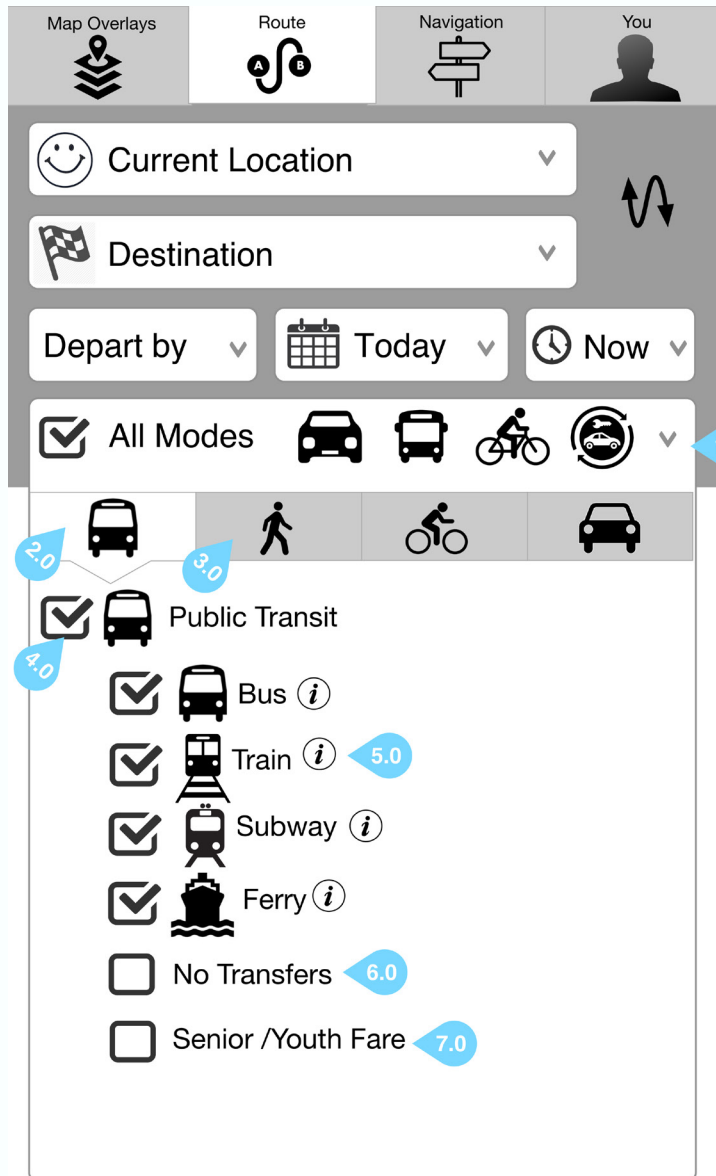 Map Overlays
Route
Navigation
You
A B
Current Location
Destination
Depart by
Today
Now
All Modes
2.0
3.0
Public Transit
4.0
Bus i
Train i 5.0
Subway i
Ferry i
No Transfers 6.0
Senior /Youth Fare 7.0